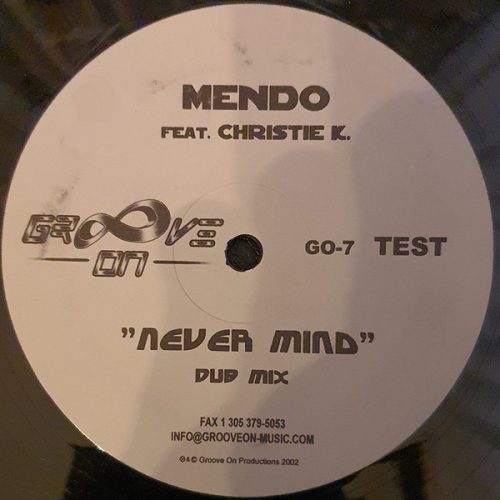 MENDO
FEAT. CHRISTIE K.
GROOVE
ON
GO-7 TEST
"NEVER MIND"
DUB MIX
FAX 1 305 379-5053
INFO@GROOVEON-MUSIC.COM
℗&© Groove On Productions 2002